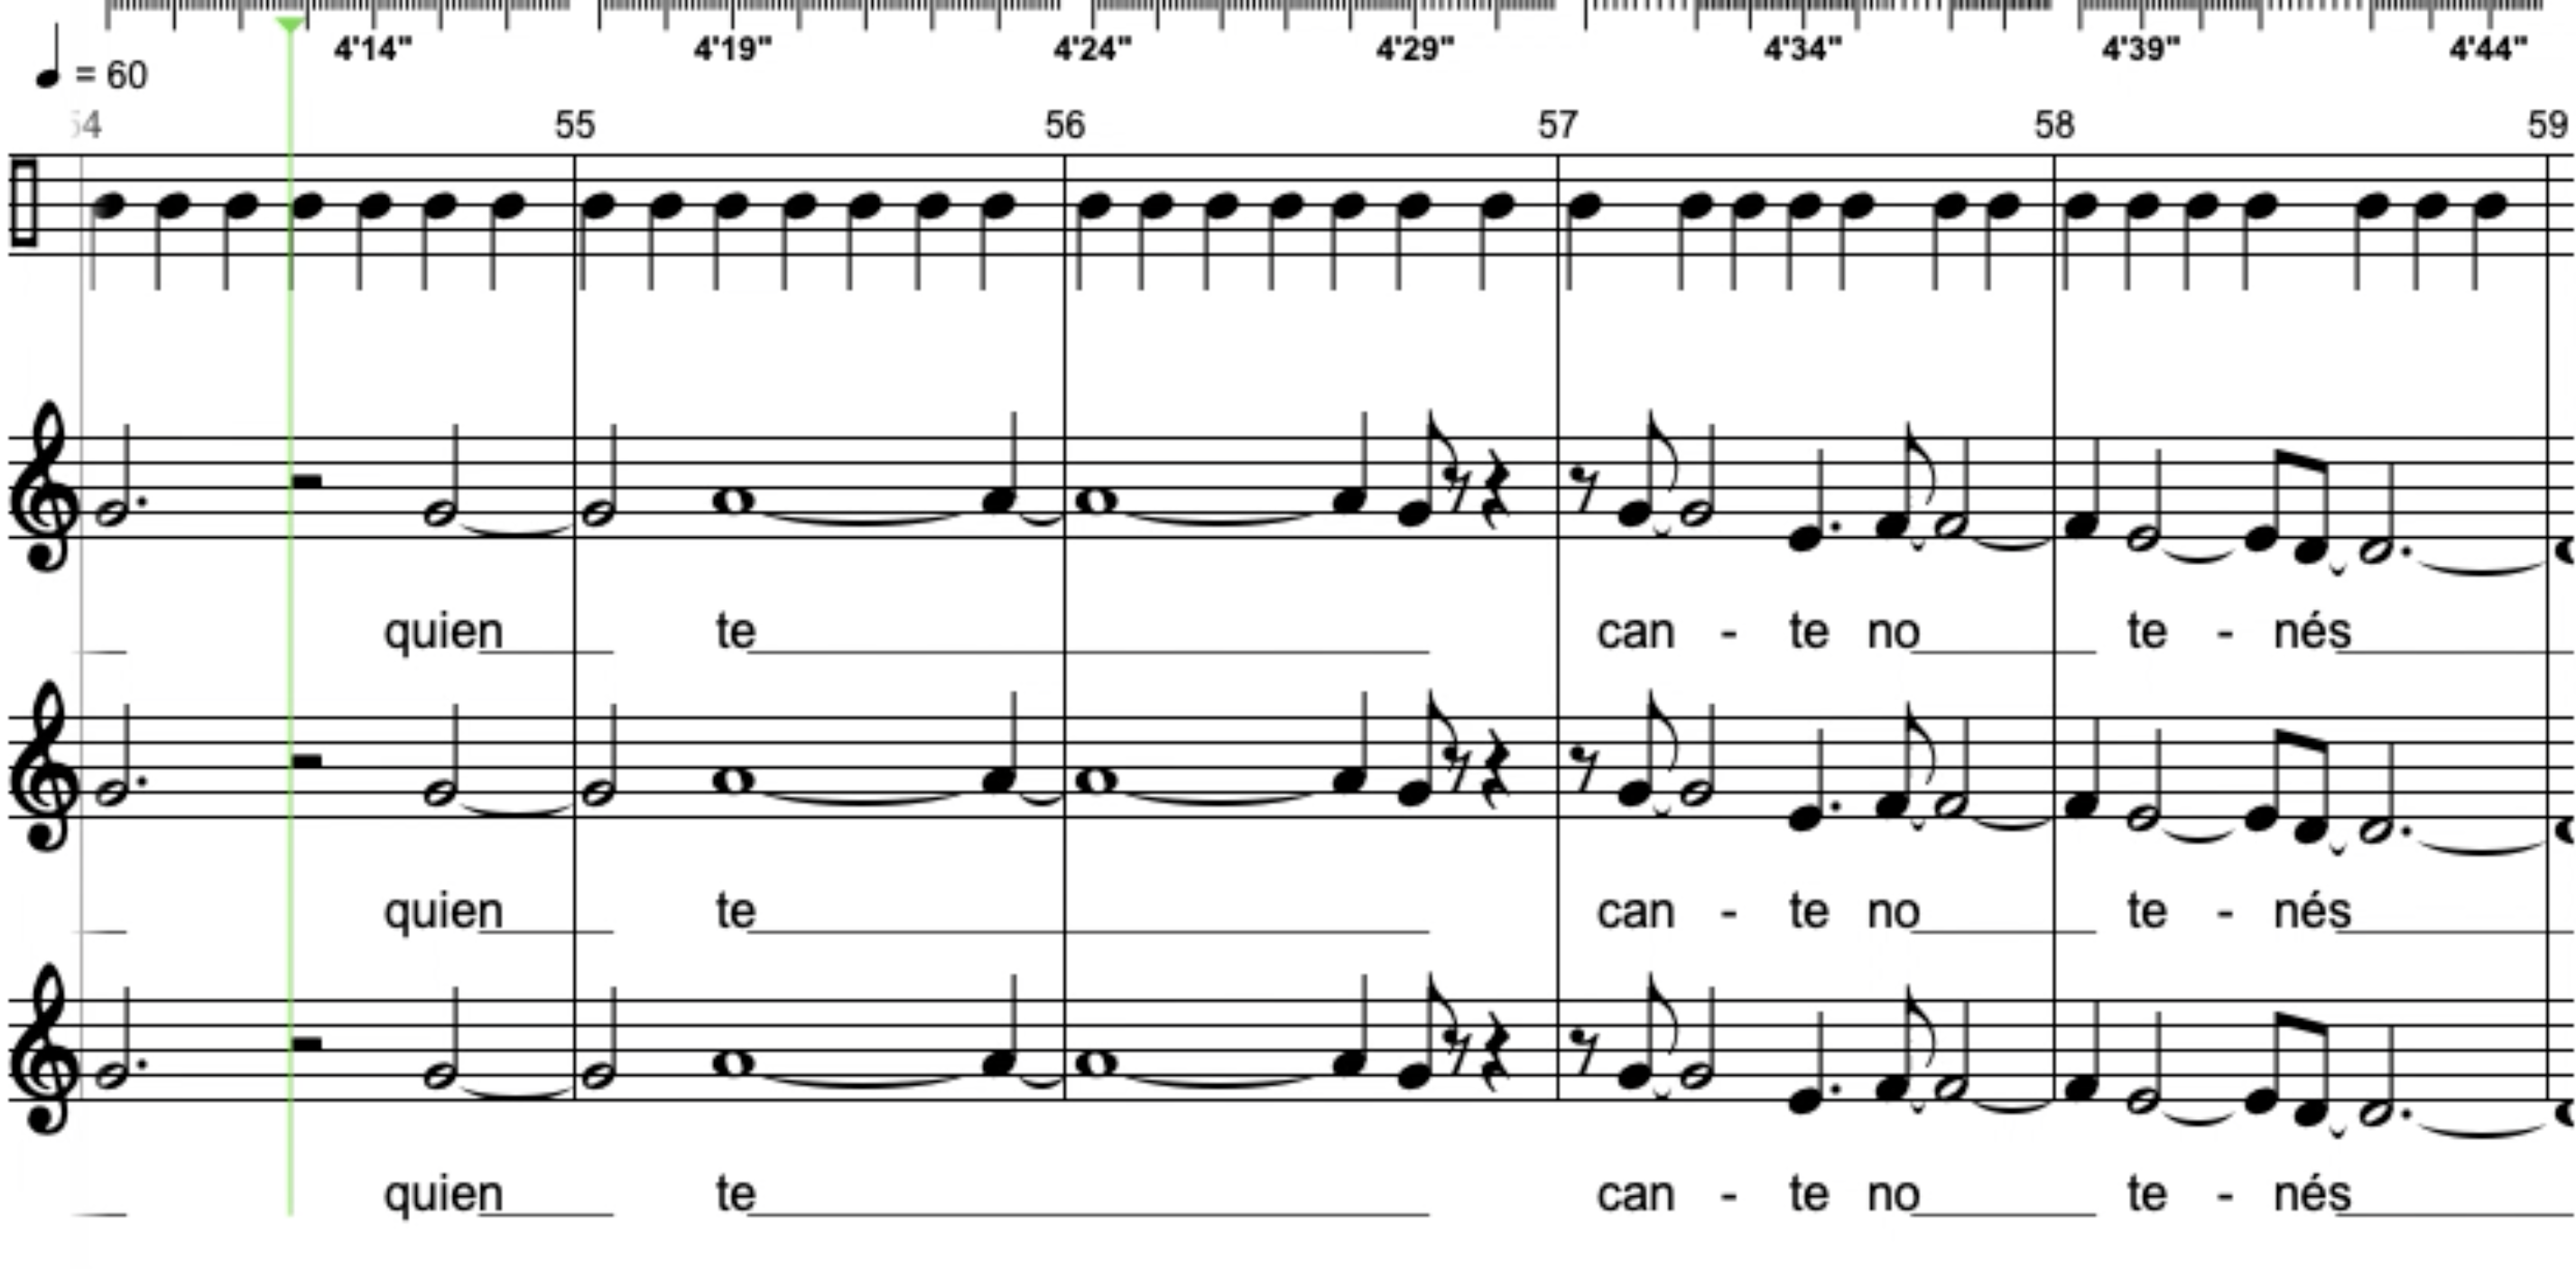 4'14" 4'19" 4'24" 4'29" 4'34" 4'39" 4'44"
= 60
54 55 56 57 58 59
quien te can - te no te - nés
quien te can - te no te - nés
quien te can - te no te - nés